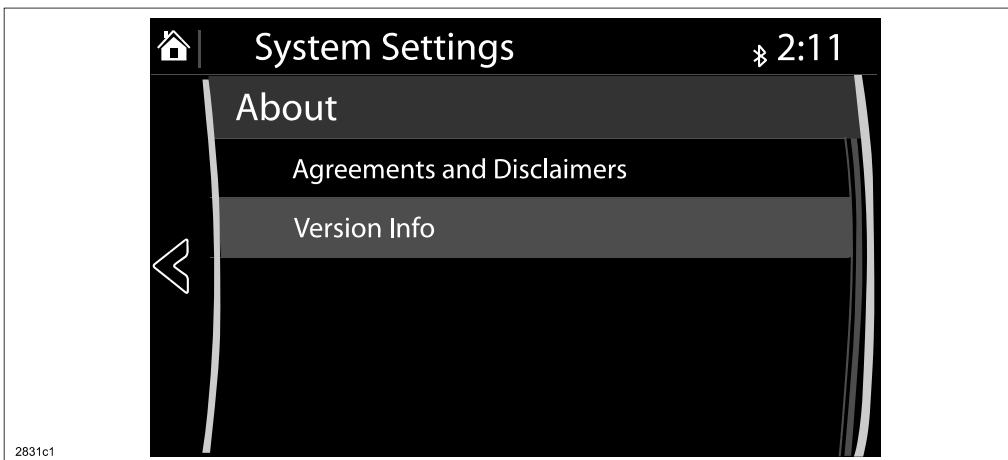 System Settings
2:11
About
Agreements and Disclaimers
Version Info
2831c1